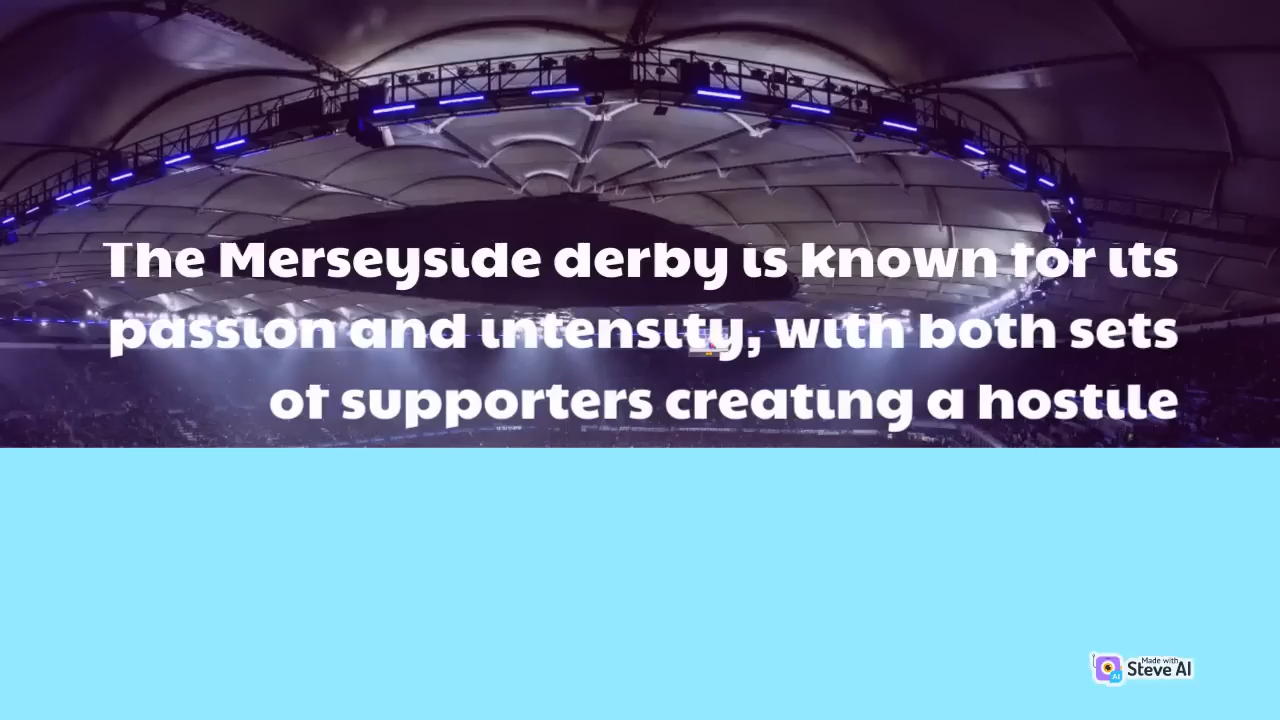 The Merseyside derby is known for its
passion and intensity, with both sets
of supporters creating a hostile
Made with
Steve AI
AI